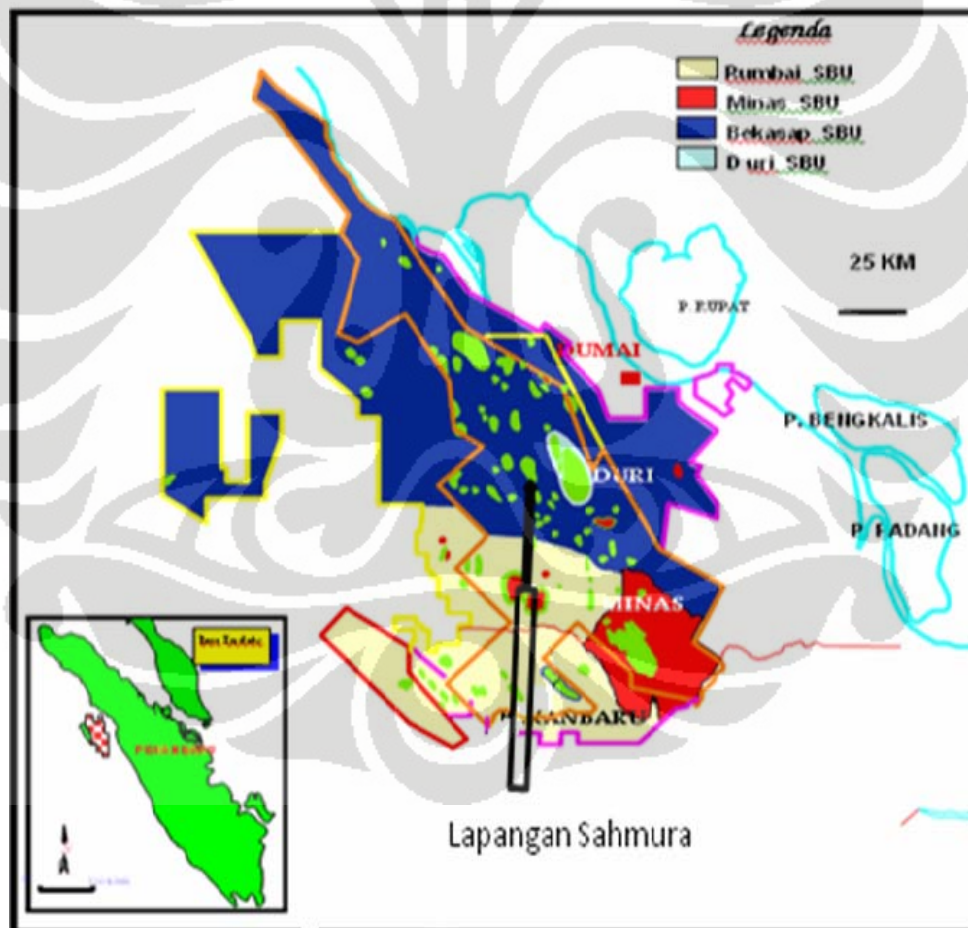 Legenda
Rumbai SBU
Minas SBU
Bekasap SBU
Duri SBU
25 KM
P. RUPAT
DUMAI
P. BENGKALIS
DURI
P. PADANG
MINAS
PEKANBARU
Lapangan Sahmura